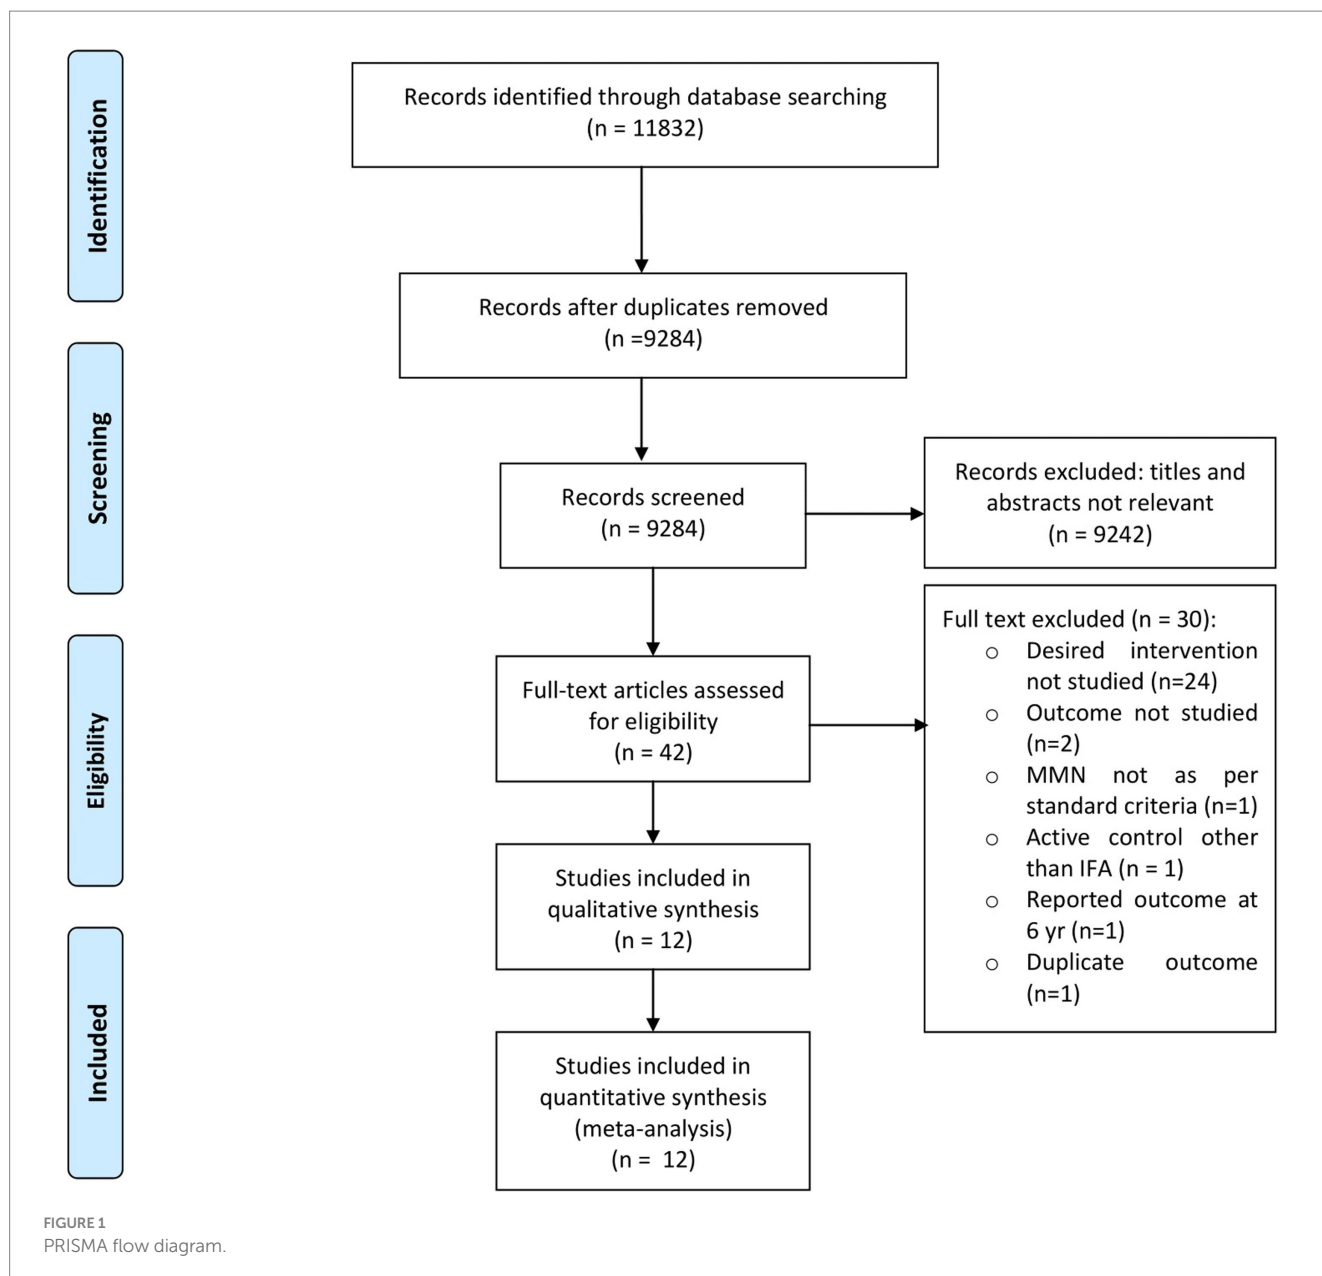 Identification
Records identified through database searching
(n = 11832)
Records after duplicates removed
(n =9284)
Screening
Records screened
(n = 9284)
Records excluded: titles and
abstracts not relevant
(n = 9242)
Eligibility
Full-text articles assessed
for eligibility
(n = 42)
Full text excluded (n = 30):
o Desired intervention
not studied (n=24)
o Outcome not studied
(n=2)
o MMN not as per
standard criteria (n=1)
o Active control other
than IFA (n = 1)
o Reported outcome at
6 yr (n=1)
o Duplicate outcome
(n=1)
Studies included in
qualitative synthesis
(n = 12)
Included
Studies included in
quantitative synthesis
(meta-analysis)
(n = 12)
FIGURE 1
PRISMA flow diagram.